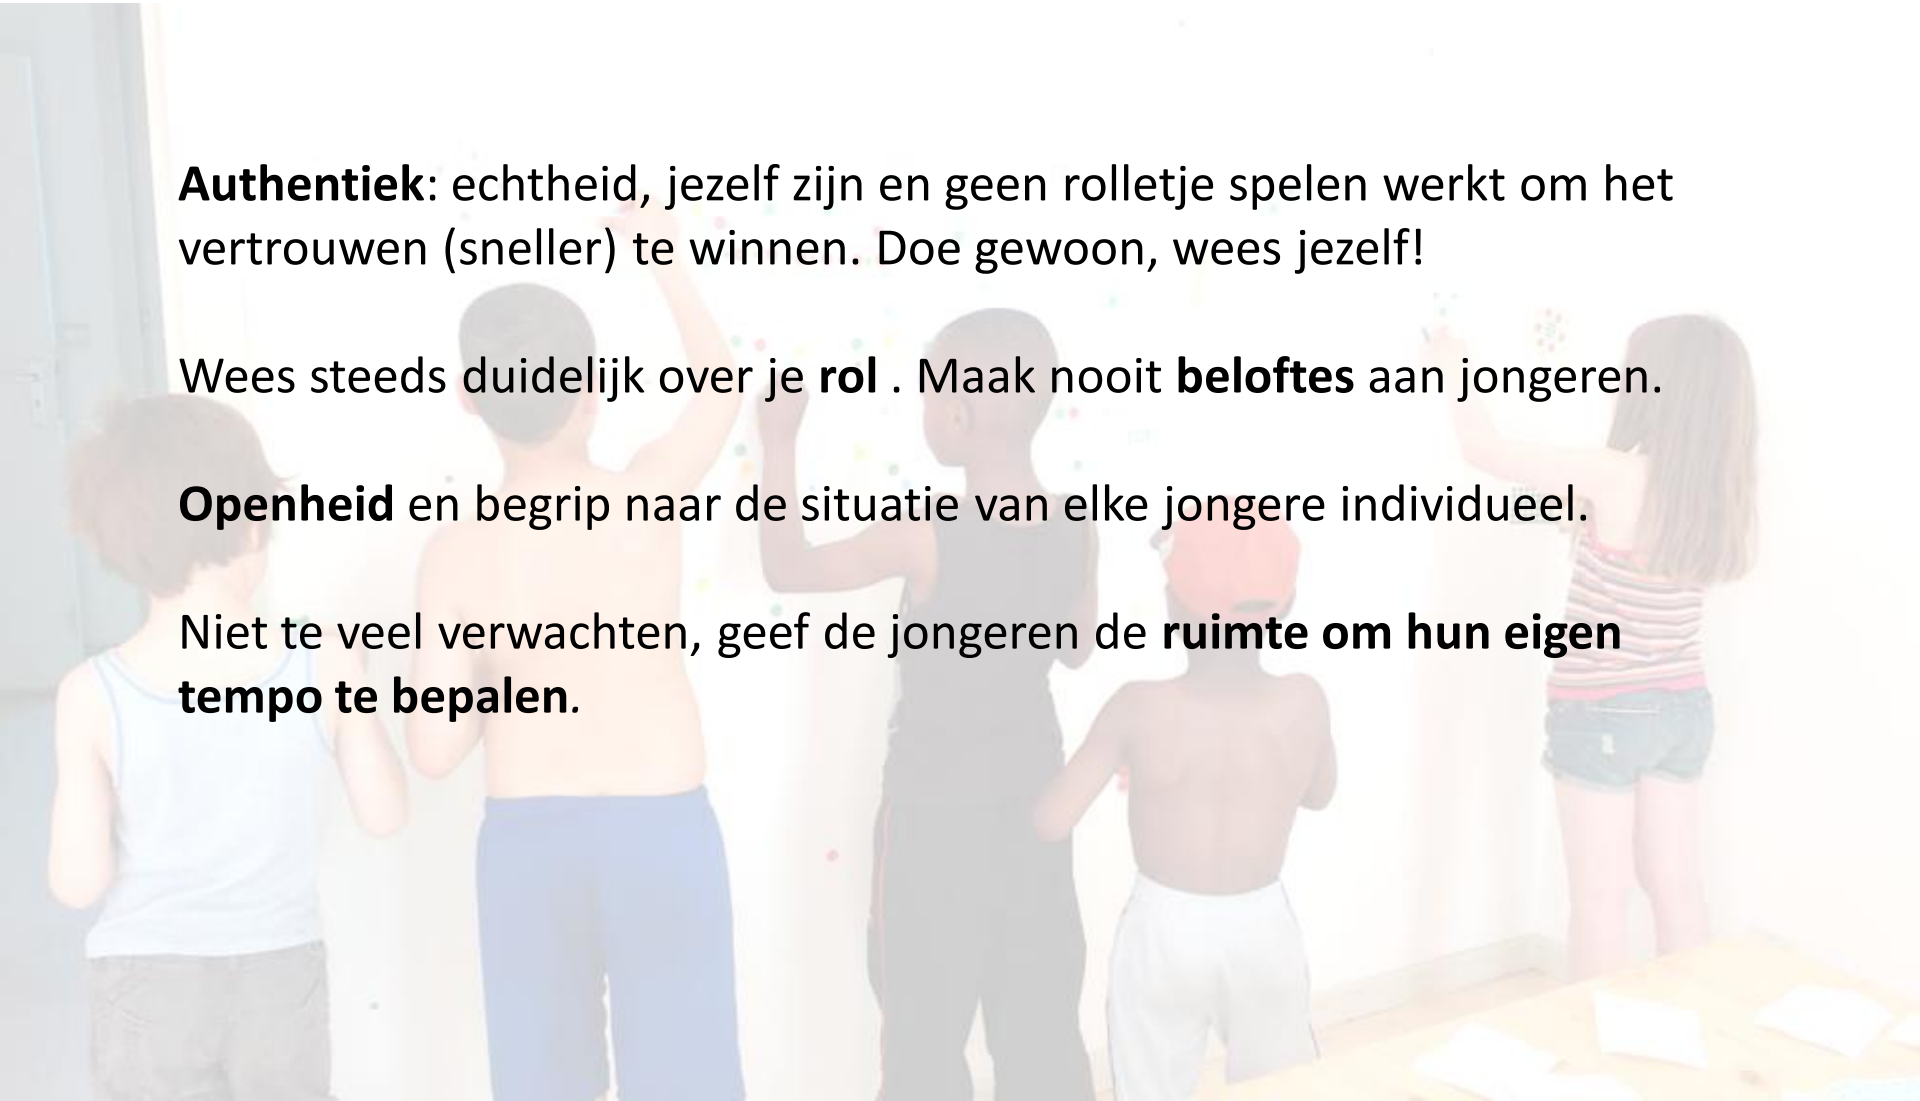 Authentiek: echtheid, jezelf zijn en geen rolletje spelen werkt om het
vertrouwen (sneller) te winnen. Doe gewoon, wees jezelf!
Wees steeds duidelijk over je rol . Maak nooit beloftes aan jongeren.
Openheid en begrip naar de situatie van elke jongere individueel.
Niet te veel verwachten, geef de jongeren de ruimte om hun eigen
tempo te bepalen.